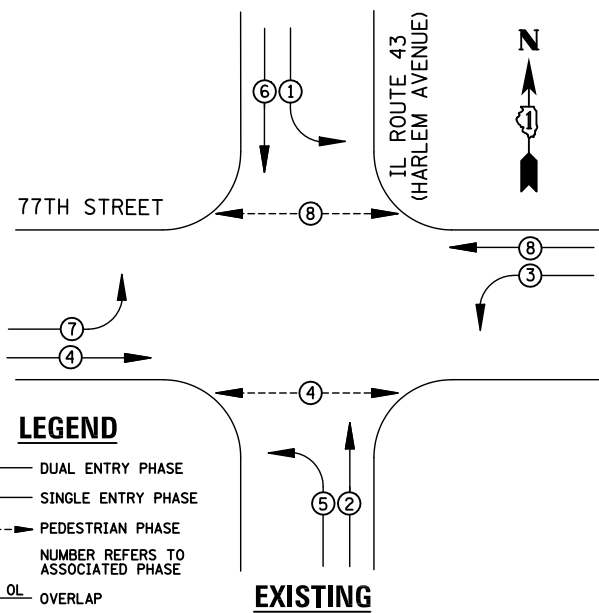 IL ROUTE 43
(HARLEM AVENUE)
N
1
6
1
77TH STREET
8
8
3
7
4
4
LEGEND
DUAL ENTRY PHASE
SINGLE ENTRY PHASE
PEDESTRIAN PHASE
NUMBER REFERS TO
ASSOCIATED PHASE
OL OVERLAP
5
2
EXISTING